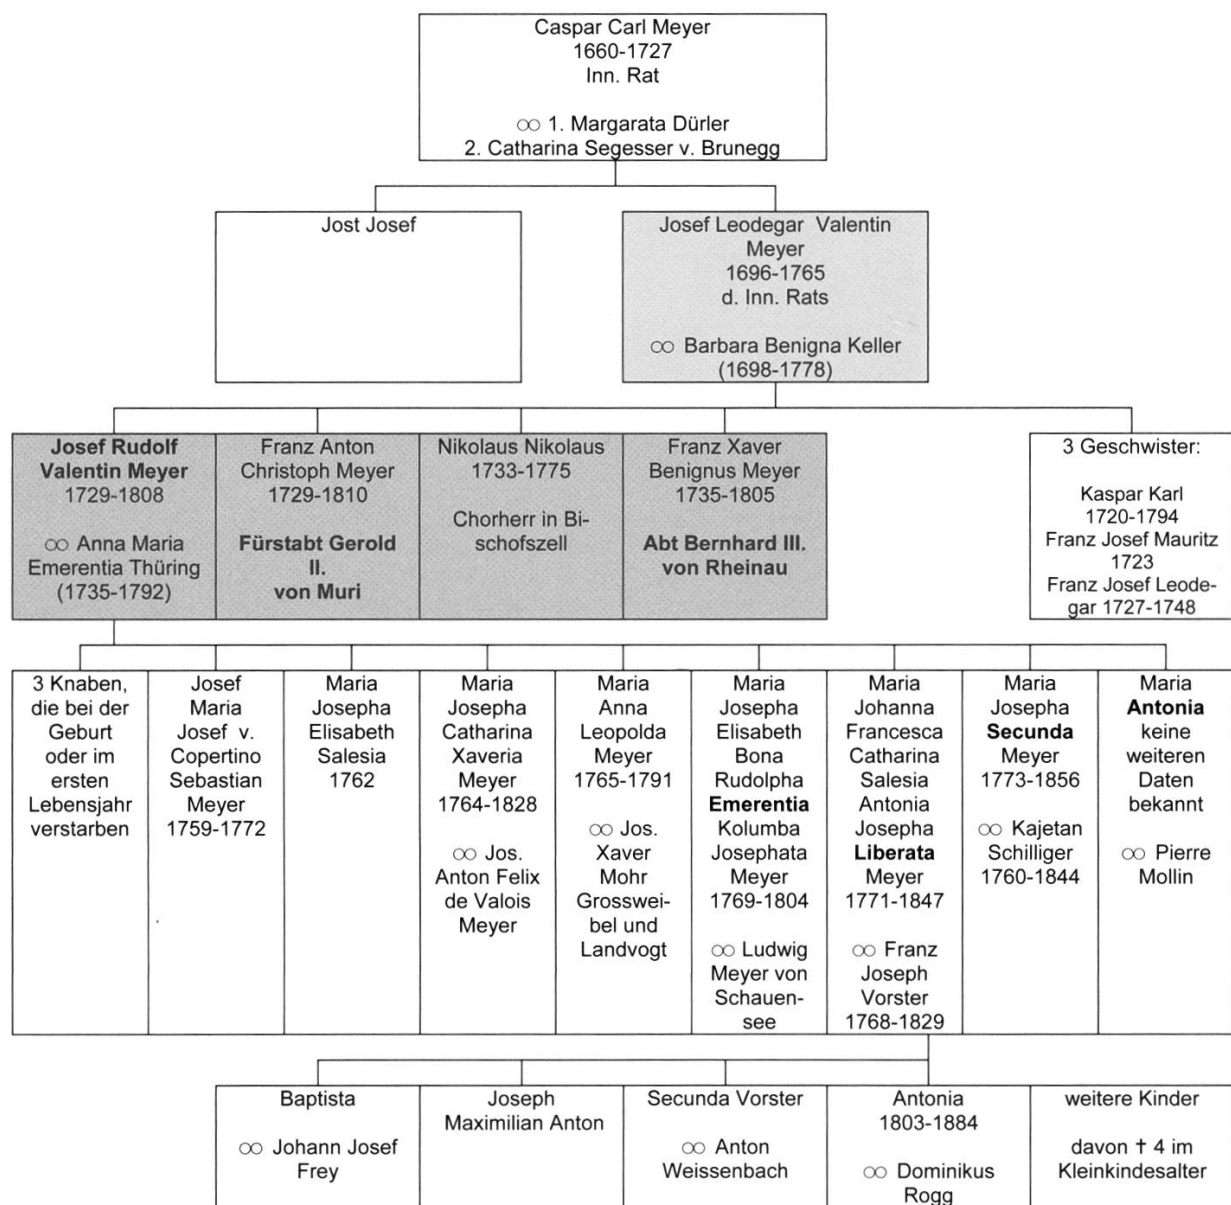 Caspar Carl Meyer
1660-1727
Inn. Rat
∞ 1. Margarata Dürler
2. Catharina Segesser v. Brunegg
Jost Josef
Josef Leodegar Valentin
Meyer
1696-1765
d. Inn. Rats
∞ Barbara Benigna Keller
(1698-1778)
Josef Rudolf
Valentin Meyer
1729-1808
∞ Anna Maria
Emerentia Thüring
(1735-1792)
Franz Anton
Christoph Meyer
1729-1810
Fürstabt Gerold
II.
von Muri
Nikolaus Nikolaus
1733-1775
Chorherr in Bi-
schofszell
Franz Xaver
Benignus Meyer
1735-1805
Abt Bernhard III.
von Rheinau
3 Geschwister:
Kaspar Karl
1720-1794
Franz Josef Mauritz
1723
Franz Josef Leode-
gar 1727-1748
3 Knaben,
die bei der
Geburt
oder im
ersten
Lebensjahr
verstarben
Josef
Maria
Josef v.
Copertino
Sebastian
Meyer
1759-1772
Maria
Josepha
Elisabeth
Salesia
1762
Maria
Josepha
Catharina
Xaveria
Meyer
1764-1828
∞ Jos.
Anton Felix
de Valois
Meyer
Maria
Anna
Leopolda
Meyer
1765-1791
∞ Jos.
Xaver
Mohr
Grosswei-
bel und
Landvogt
Maria
Josepha
Elisabeth
Bona
Rudolpha
Emerentia
Kolumba
Josephata
Meyer
1769-1804
∞ Ludwig
Meyer von
Schauen-
see
Maria
Johanna
Francesca
Catharina
Salesia
Antonia
Josepha
Liberata
Meyer
1771-1847
∞ Franz
Joseph
Vorster
1768-1829
Maria
Josepha
Secunda
Meyer
1773-1856
∞ Kajetan
Schilliger
1760-1844
Maria
Antonia
keine
weiteren
Daten
bekannt
∞ Pierre
Mollin
Baptista
∞ Johann Josef
Frey
Joseph
Maximilian Anton
Secunda Vorster
∞ Anton
Weissenbach
Antonia
1803-1884
∞ Dominikus
Rogg
weitere Kinder
davon † 4 im
Kleinkindesalter